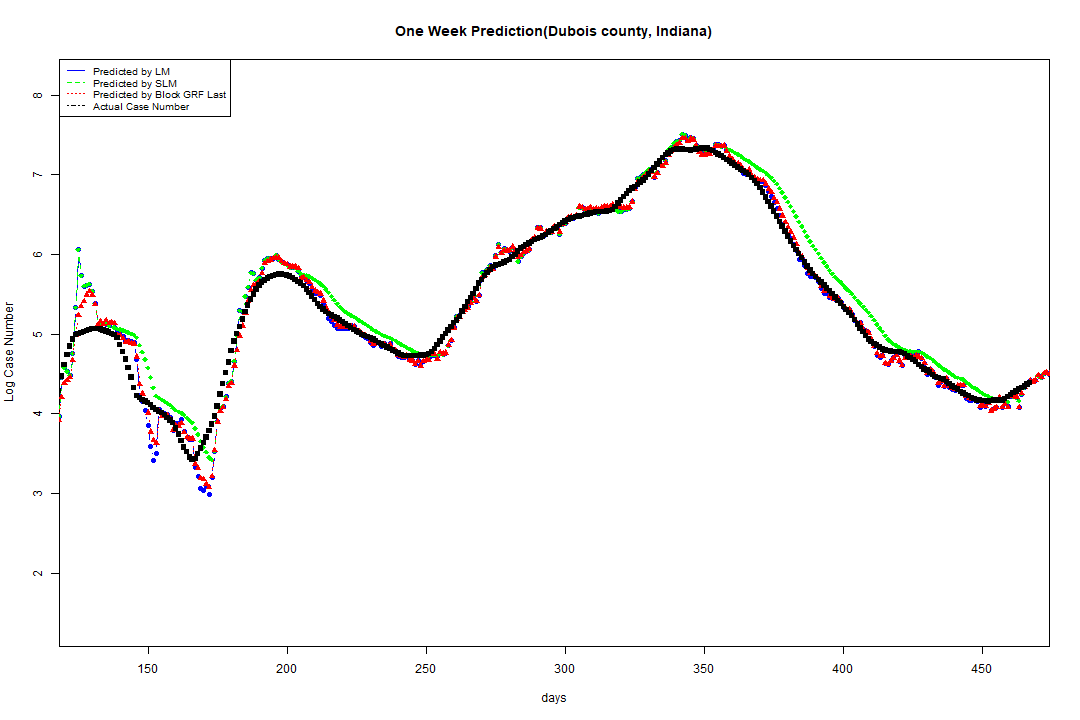 One Week Prediction(Dubois county, Indiana)
Predicted by LM
Predicted by SLM
Predicted by Block GRF Last
Actual Case Number
8
7
6
5
4
3
2
Log Case Number
150 200 250 300 350 400 450
days